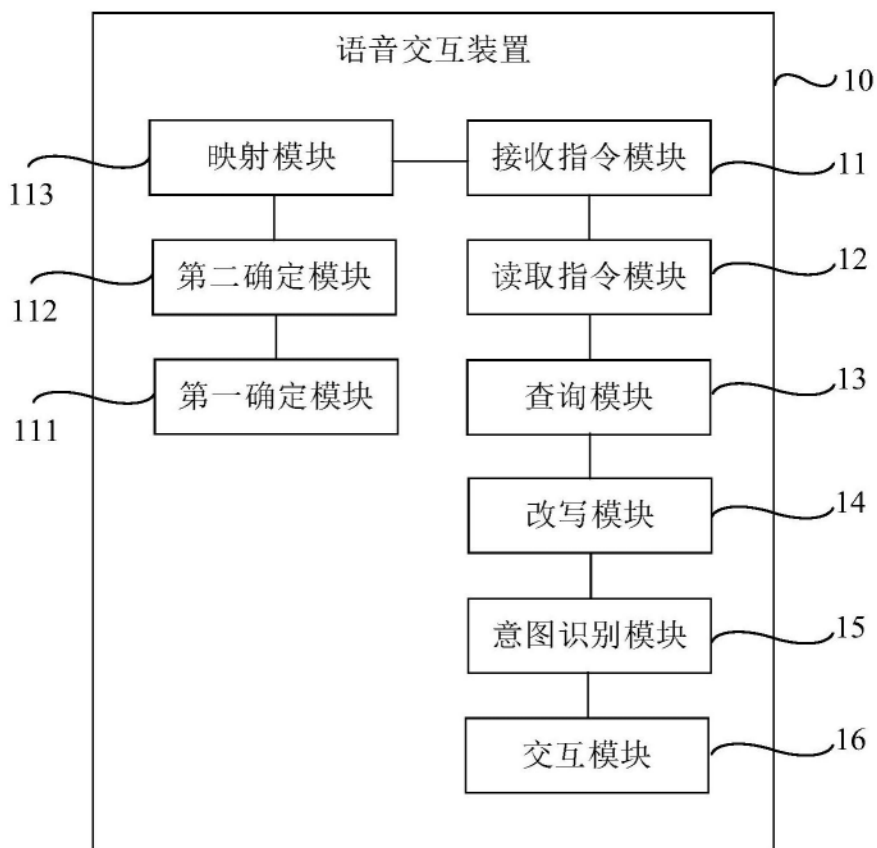 语音交互装置
10
映射模块
接收指令模块
113
11
第二确定模块
读取指令模块
112
12
第一确定模块
查询模块
111
13
改写模块
14
意图识别模块
15
交互模块
16